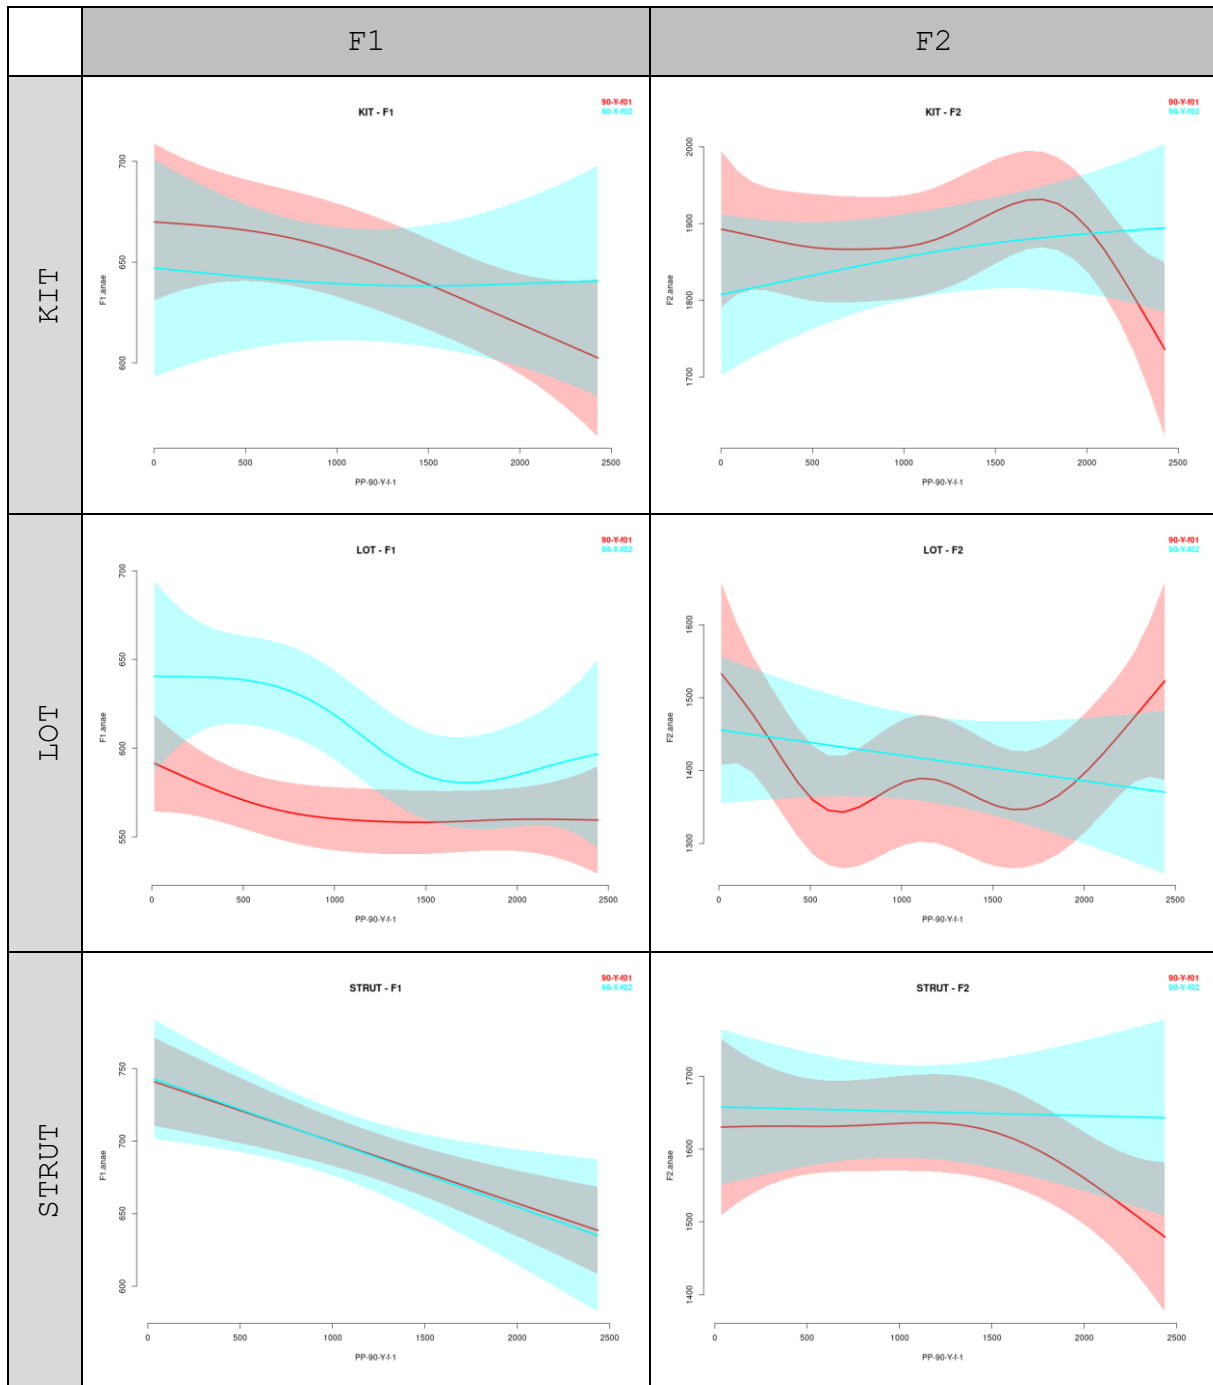 F1
F2
KIT
KIT - F1
90-Y-f01
90-Y-f02
F1.anae
700
650
600
0 500 1000 1500 2000 2500
PP-90-Y-f-1
KIT - F2
90-Y-f01
90-Y-f02
F2.anae
2000
1900
1800
1700
0 500 1000 1500 2000 2500
PP-90-Y-f-1
LOT
LOT - F1
90-Y-f01
90-Y-f02
F1.anae
700
650
600
550
0 500 1000 1500 2000 2500
PP-90-Y-f-1
LOT - F2
90-Y-f01
90-Y-f02
F2.anae
1600
1500
1400
1300
0 500 1000 1500 2000 2500
PP-90-Y-f-1
STRUT
STRUT - F1
90-Y-f01
90-Y-f02
F1.anae
750
700
650
600
0 500 1000 1500 2000 2500
PP-90-Y-f-1
STRUT - F2
90-Y-f01
90-Y-f02
F2.anae
1700
1600
1500
1400
0 500 1000 1500 2000 2500
PP-90-Y-f-1